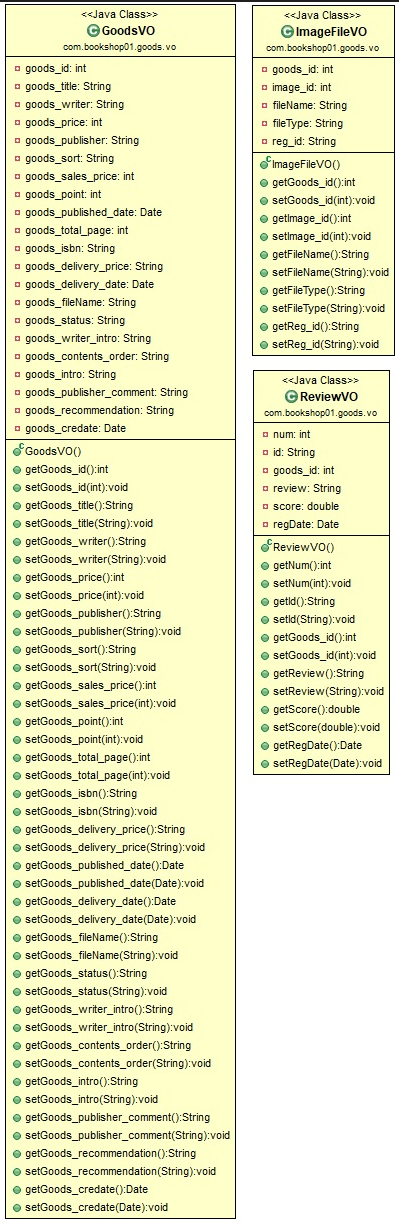 <<Java Class>>
GoodsVO
com.bookshop01.goods.vo
goods_id: int
goods_title: String
goods_writer: String
goods_price: int
goods_publisher: String
goods_sort: String
goods_sales_price: int
goods_point: int
goods_published_date: Date
goods_total_page: int
goods_isbn: String
goods_delivery_price: String
goods_delivery_date: Date
goods_fileName: String
goods_status: String
goods_writer_intro: String
goods_contents_order: String
goods_intro: String
goods_publisher_comment: String
goods_recommendation: String
goods_credate: Date
GoodsVO()
getGoods_id():int
setGoods_id(int):void
getGoods_title():String
setGoods_title(String):void
getGoods_writer():String
setGoods_writer(String):void
getGoods_price():int
setGoods_price(int):void
getGoods_publisher():String
setGoods_publisher(String):void
getGoods_sort():String
setGoods_sort(String):void
getGoods_sales_price():int
setGoods_sales_price(int):void
getGoods_point():int
setGoods_point(int):void
getGoods_total_page():int
setGoods_total_page(int):void
getGoods_isbn():String
setGoods_isbn(String):void
getGoods_delivery_price():String
setGoods_delivery_price(String):void
getGoods_published_date():Date
setGoods_published_date(Date):void
getGoods_delivery_date():Date
setGoods_delivery_date(Date):void
getGoods_fileName():String
setGoods_fileName(String):void
getGoods_status():String
setGoods_status(String):void
getGoods_writer_intro():String
setGoods_writer_intro(String):void
getGoods_contents_order():String
setGoods_contents_order(String):void
getGoods_intro():String
setGoods_intro(String):void
getGoods_publisher_comment():String
setGoods_publisher_comment(String):void
getGoods_recommendation():String
setGoods_recommendation(String):void
getGoods_credate():Date
setGoods_credate(Date):void
<<Java Class>>
ImageFileVO
com.bookshop01.goods.vo
goods_id: int
image_id: int
fileName: String
fileType: String
reg_id: String
ImageFileVO()
getGoods_id():int
setGoods_id(int):void
getImage_id():int
setImage_id(int):void
getFileName():String
setFileName(String):void
getFileType():String
setFileType(String):void
getReg_id():String
setReg_id(String):void
<<Java Class>>
ReviewVO
com.bookshop01.goods.vo
num: int
id: String
goods_id: int
review: String
score: double
regDate: Date
ReviewVO()
getNum():int
setNum(int):void
getId():String
setId(String):void
getGoods_id():int
setGoods_id(int):void
getReview():String
setReview(String):void
getScore():double
setScore(double):void
getRegDate():Date
setRegDate(Date):void